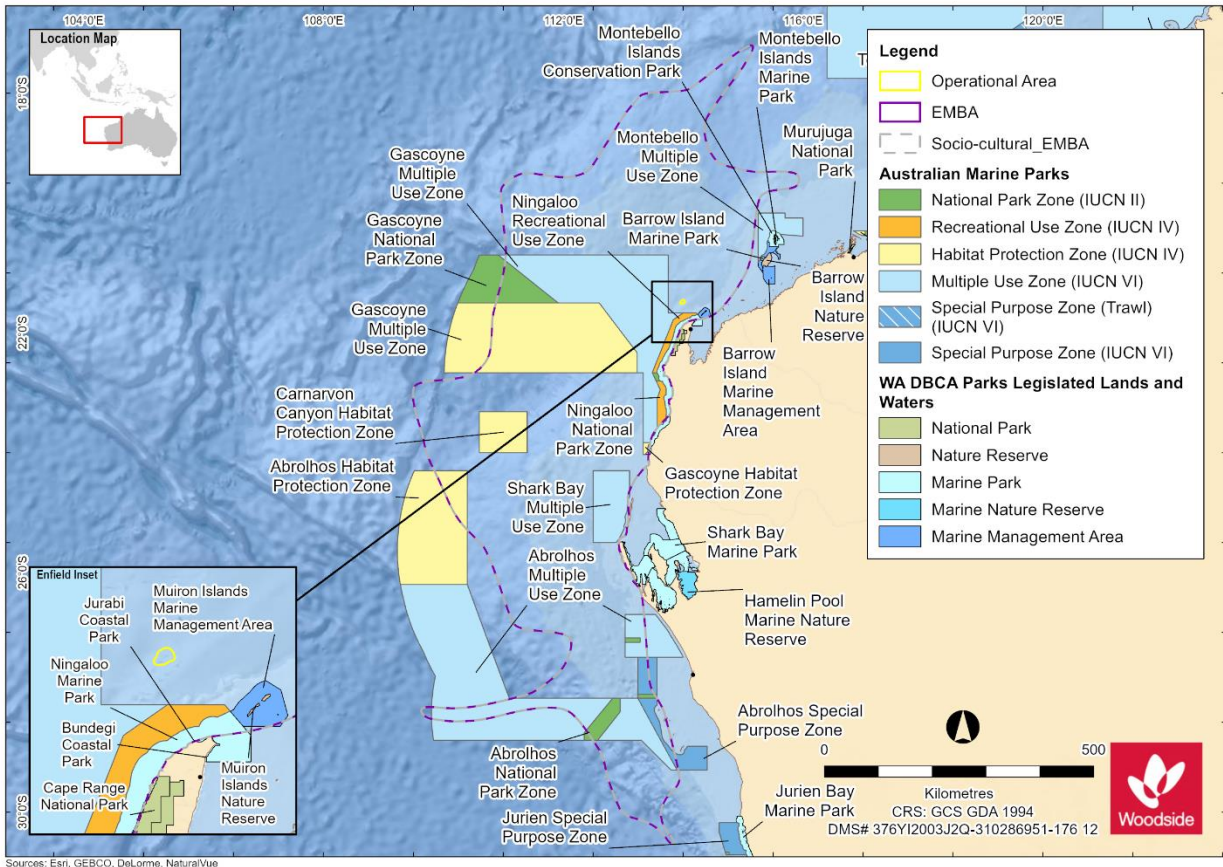 104°0'E
108°0'E
112°0'E
116°0'E
120°0'E
18°0'S
22°0'S
26°0'S
30°0'S
Location Map
Montebello
Islands
Conservation Park
Montebello
Islands
Marine
Park
Montebello
Multiple
Use Zone
Murujuga
National
Park
Gascoyne
Multiple
Use Zone
Ningaloo
Recreational
Use Zone
Gascoyne
National
Park Zone
Barrow Island
Marine Park
Barrow
Island
Nature
Reserve
Gascoyne
Multiple
Use Zone
Barrow
Island
Marine
Management
Area
Carnarvon
Canyon Habitat
Protection Zone
Ningaloo
National
Park Zone
Abrolhos Habitat
Protection Zone
Gascoyne Habitat
Protection Zone
Shark Bay
Multiple
Use Zone
Shark Bay
Marine Park
Abrolhos
Multiple
Use Zone
Hamelin Pool
Marine Nature
Reserve
Abrolhos Special
Purpose Zone
Abrolhos
National
Park Zone
Jurien Bay
Marine Park
Jurien Special
Purpose Zone
Enfield Inset
Jurabi
Coastal
Park
Muiron Islands
Marine
Management Area
Ningaloo
Marine
Park
Bundegi
Coastal
Park
Cape Range
National Park
Muiron
Islands
Nature
Reserve
Legend
Operational Area
EMBA
Socio-cultural_EMBA
Australian Marine Parks
National Park Zone (IUCN II)
Recreational Use Zone (IUCN IV)
Habitat Protection Zone (IUCN IV)
Multiple Use Zone (IUCN VI)
Special Purpose Zone (Trawl)
(IUCN VI)
Special Purpose Zone (IUCN VI)
WA DBCA Parks Legislated Lands and
Waters
National Park
Nature Reserve
Marine Park
Marine Nature Reserve
Marine Management Area
0
500
Kilometres
CRS: GCS GDA 1994
DMS# 376YI2003J2Q-310286951-176 12
Woodside
Sources: Esri, GEBCO, DeLorme, NaturalVue